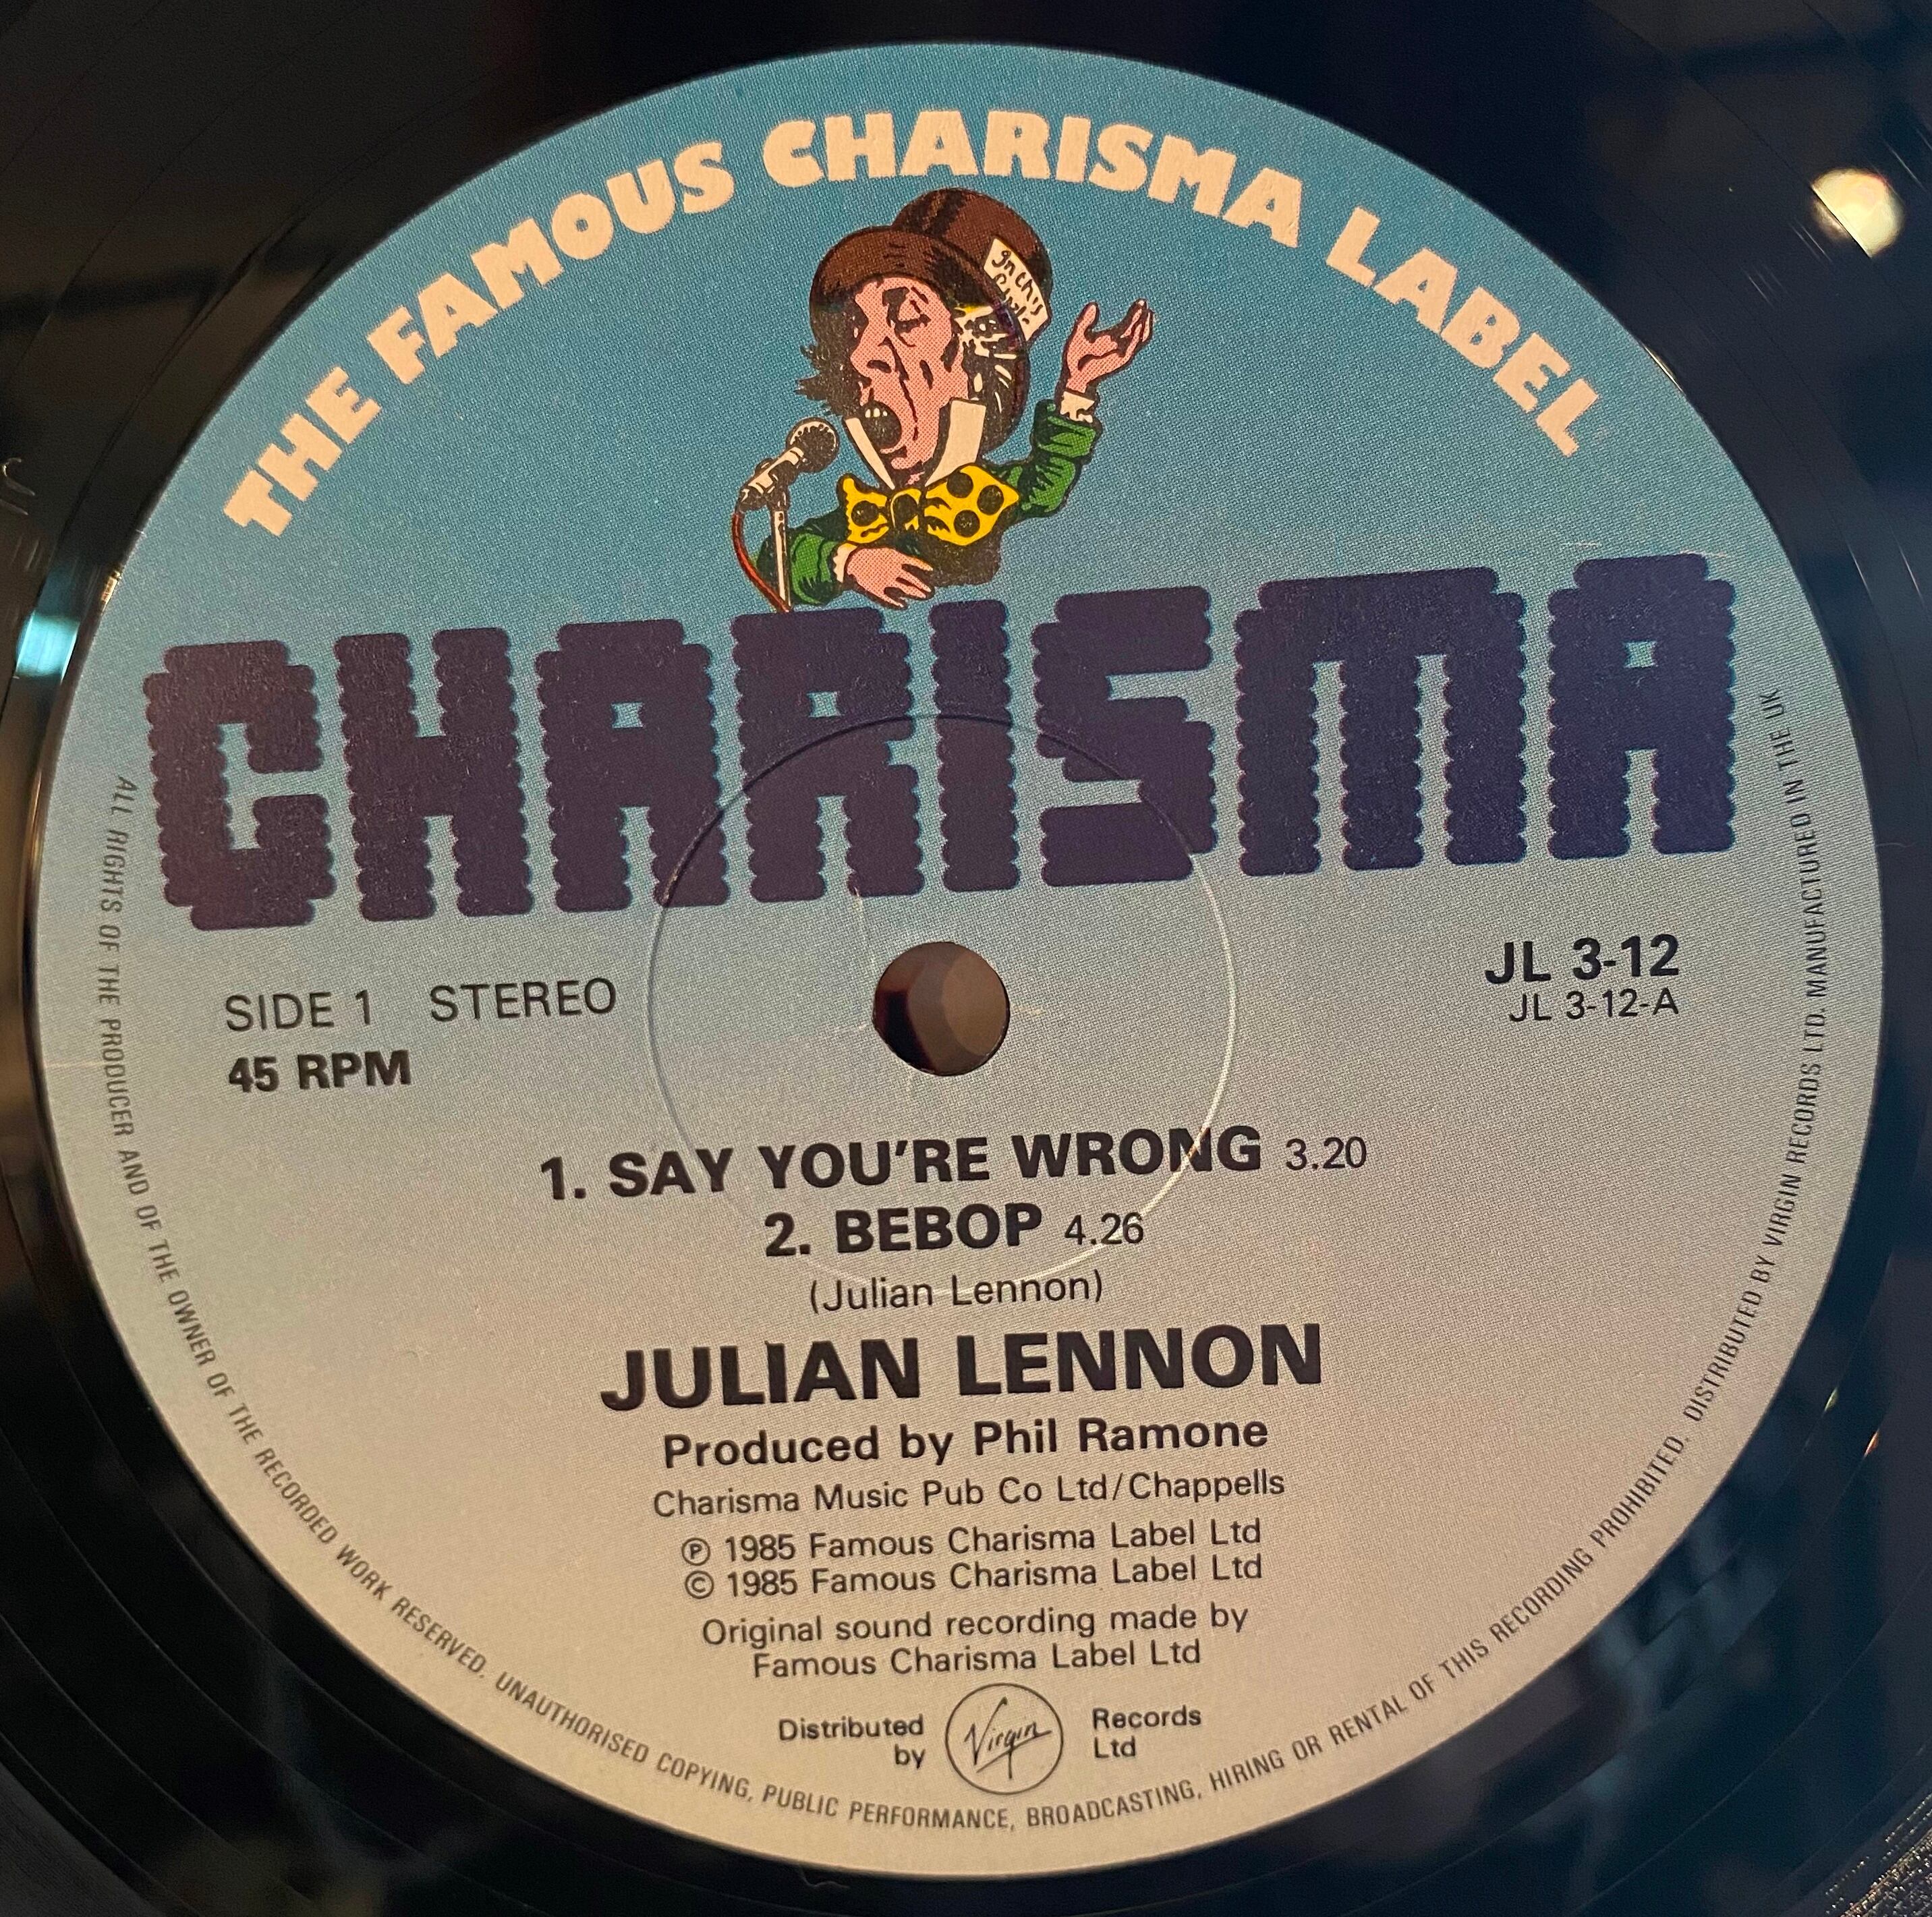 THE FAMOUS CHARISMA LABEL
In this
CHARISMA
SIDE 1 STEREO
45 RPM
JL 3-12
JL 3-12-A
1. SAY YOU'RE WRONG 3.20
2. BEBOP 4.26
(Julian Lennon)
JULIAN LENNON
Produced by Phil Ramone
Charisma Music Pub Co Ltd/Chappells
℗ 1985 Famous Charisma Label Ltd
© 1985 Famous Charisma Label Ltd
Original sound recording made by
Famous Charisma Label Ltd
Distributed
by
Virgin
Records
Ltd
ALL RIGHTS OF THE PRODUCER AND OF THE OWNER OF THE RECORDED WORK RESERVED. UNAUTHORISED COPYING, PUBLIC PERFORMANCE, BROADCASTING, HIRING OR RENTAL OF THIS RECORDING PROHIBITED. DISTRIBUTED BY VIRGIN RECORDS LTD. MANUFACTURED IN THE UK